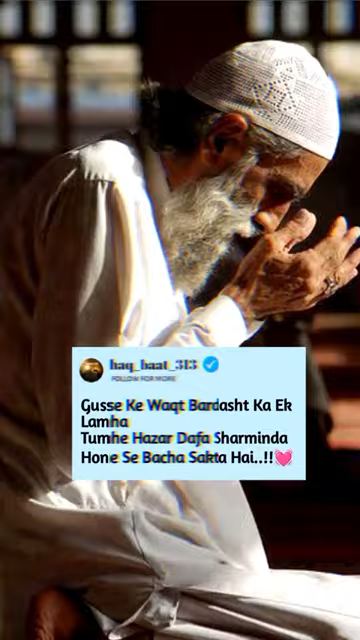 haq_baat_313
FOLLOW FOR MORE
Gusse Ke Waqt Bardasht Ka Ek
Lamha
Tumhe Hazar Dafa Sharminda
Hone Se Bacha Sakta Hai..!!💓